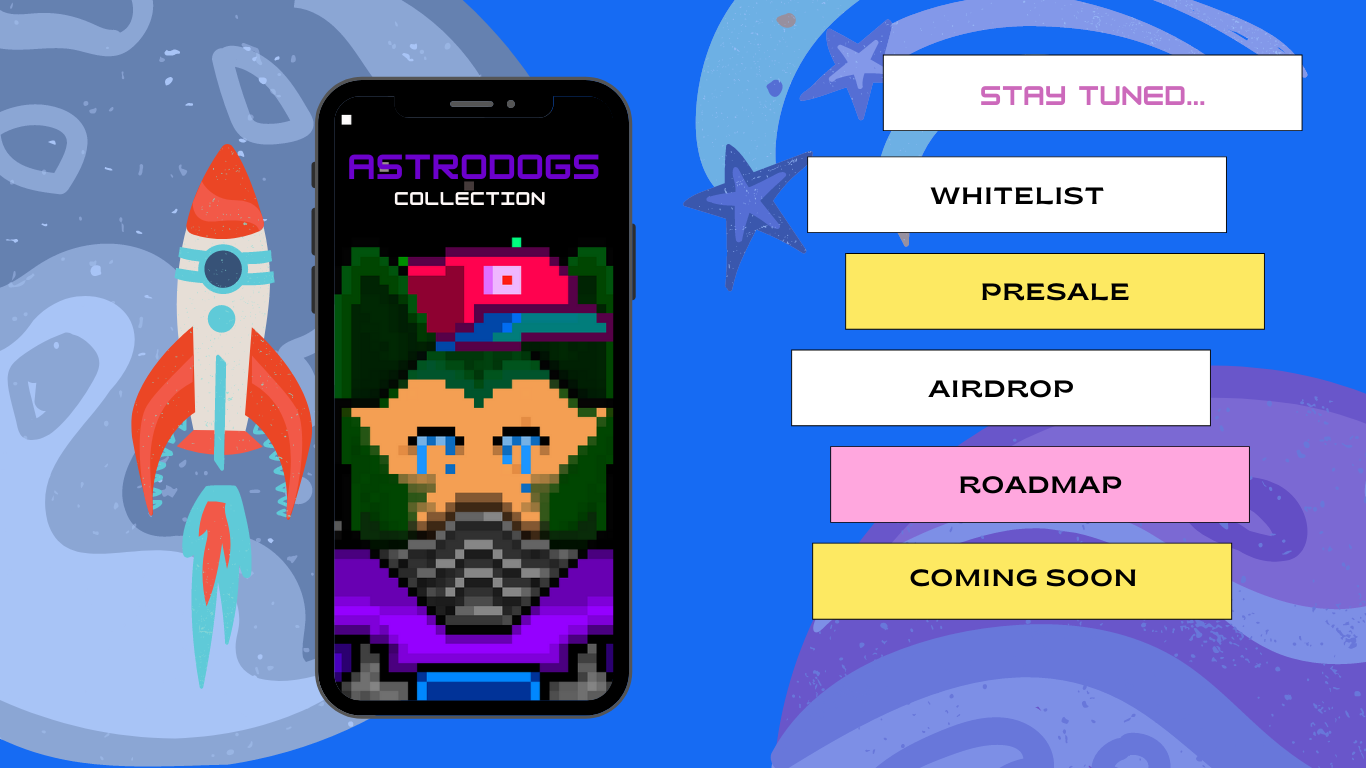 ASTRODOGS
COLLECTION
STAY TUNED...
WHITELIST
PRESALE
AIRDROP
ROADMAP
COMING SOON